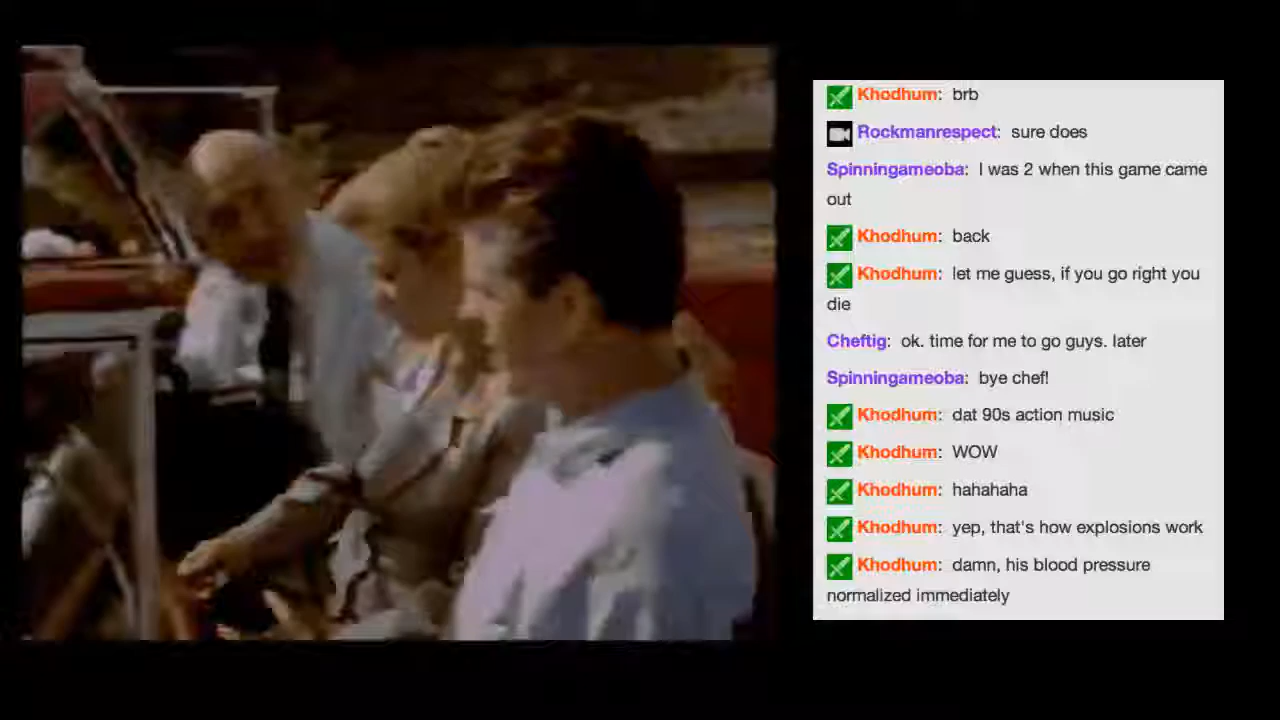 Khodhum: brb
Rockmanrespect: sure does
Spinningameoba: I was 2 when this game came
out
Khodhum: back
Khodhum: let me guess, if you go right you
die
Cheftig: ok. time for me to go guys. later
Spinningameoba: bye chef!
Khodhum: dat 90s action music
Khodhum: WOW
Khodhum: hahahaha
Khodhum: yep, that's how explosions work
Khodhum: damn, his blood pressure
normalized immediately